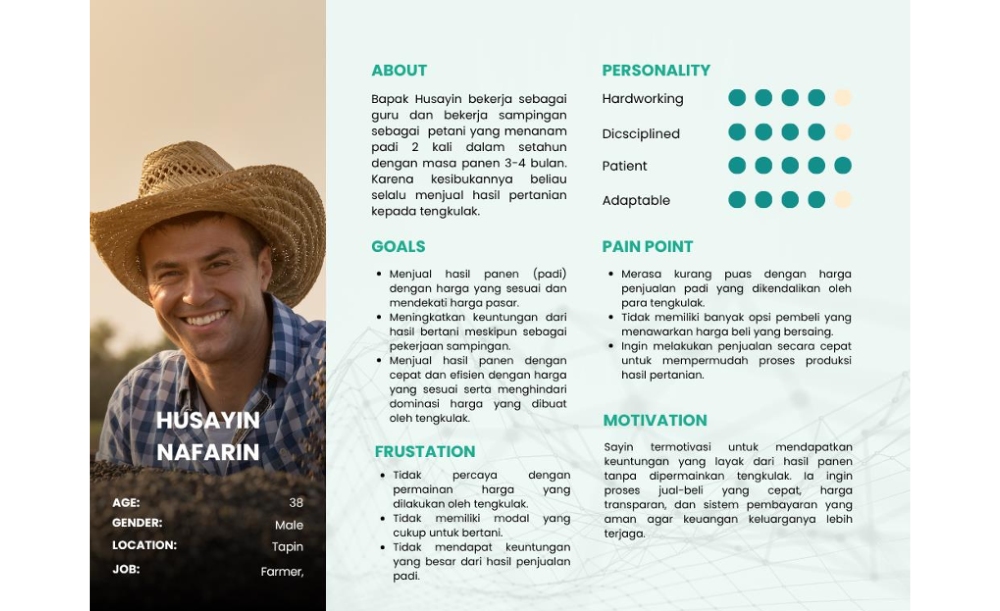 HUSAYIN
NAFARIN
AGE: 38
GENDER: Male
LOCATION: Tapin
JOB: Farmer,
ABOUT
Bapak Husayin bekerja sebagai
guru dan bekerja sampingan
sebagai petani yang menanam
padi 2 kali dalam setahun
dengan masa panen 3-4 bulan.
Karena kesibukannya beliau
selalu menjual hasil pertanian
kepada tengkulak.
GOALS
• Menjual hasil panen (padi)
dengan harga yang sesuai dan
mendekati harga pasar.
• Meningkatkan keuntungan dari
hasil bertani meskipun sebagai
pekerjaan sampingan.
• Menjual hasil panen dengan
cepat dan efisien dengan harga
yang sesuai serta menghindari
dominasi harga yang dibuat
oleh tengkulak.
FRUSTATION
• Tidak percaya dengan
permainan harga yang
dilakukan oleh tengkulak.
• Tidak memiliki modal yang
cukup untuk bertani.
• Tidak mendapat keuntungan
yang besar dari hasil penjualan
padi.
PERSONALITY
Hardworking
Dicsciplined
Patient
Adaptable
PAIN POINT
• Merasa kurang puas dengan harga
penjualan padi yang dikendalikan oleh
para tengkulak.
• Tidak memiliki banyak opsi pembeli yang
menawarkan harga beli yang bersaing.
• Ingin melakukan penjualan secara cepat
untuk mempermudah proses produksi
hasil pertanian.
MOTIVATION
Sayin termotivasi untuk mendapatkan
keuntungan yang layak dari hasil panen
tanpa dipermainkan tengkulak. Ia ingin
proses jual-beli yang cepat, harga
transparan, dan sistem pembayaran yang
aman agar keuangan keluarganya lebih
terjaga.